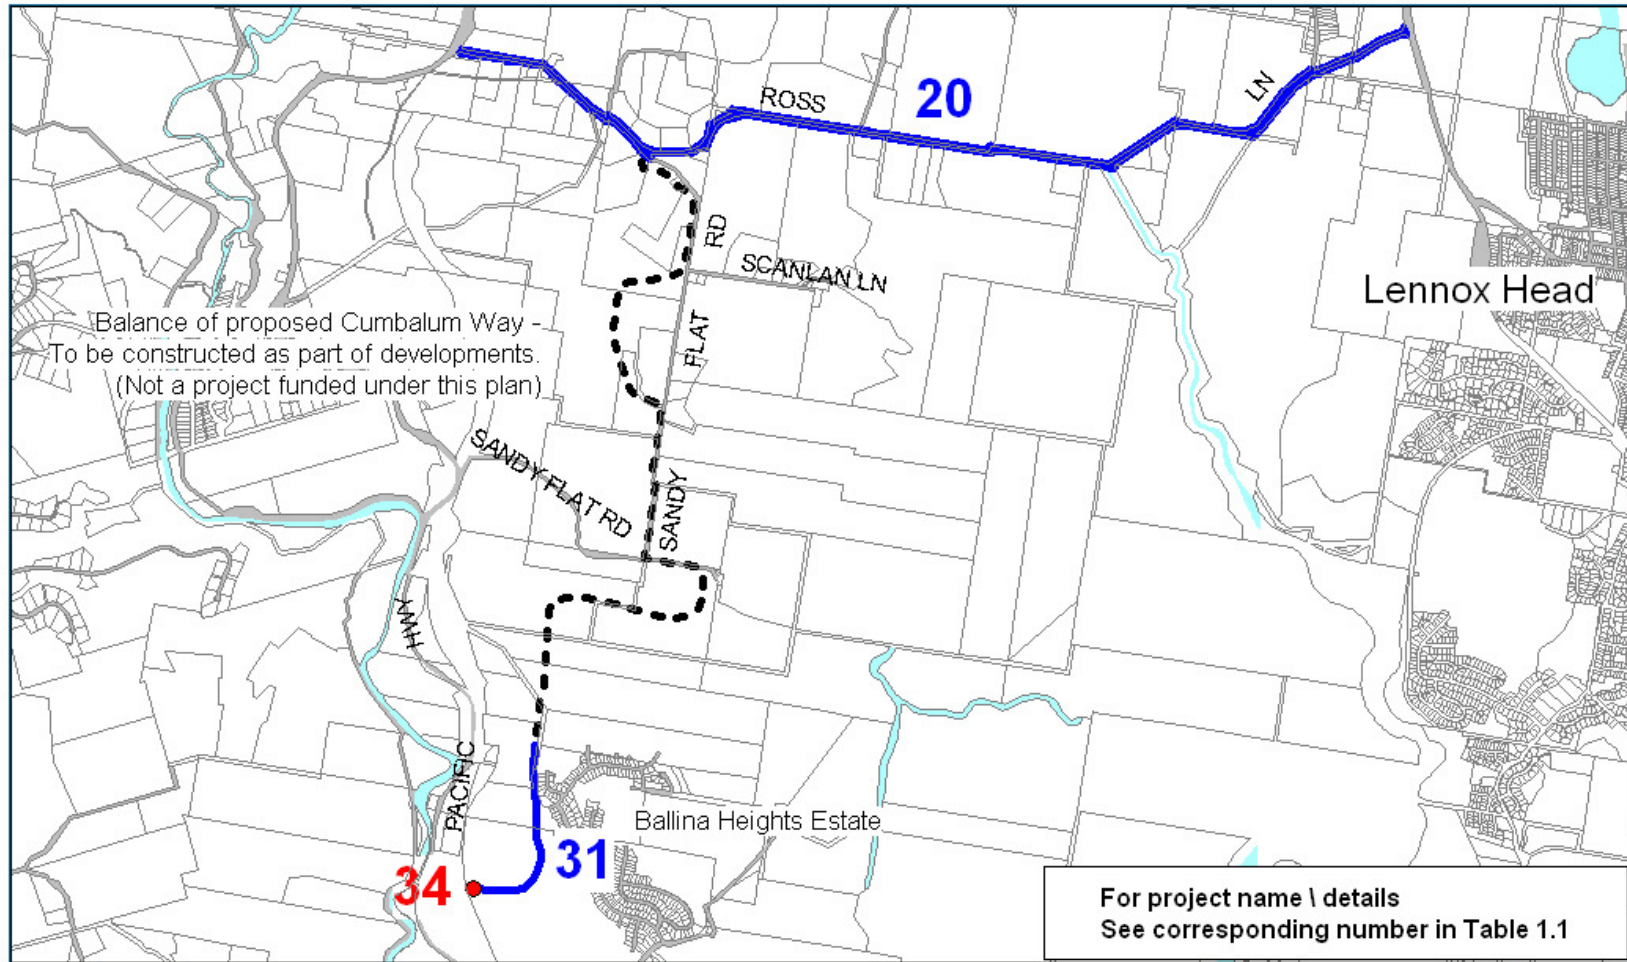 20
ROSS
LN
RD
SCANLAN LN
Lennox Head
Balance of proposed Cumbalum Way -
To be constructed as part of developments.
(Not a project funded under this plan)
FLAT
SANDY FLAT RD
SANDY
HWY
PACIFIC
Ballina Heights Estate
31
34
For project name \ details
See corresponding number in Table 1.1